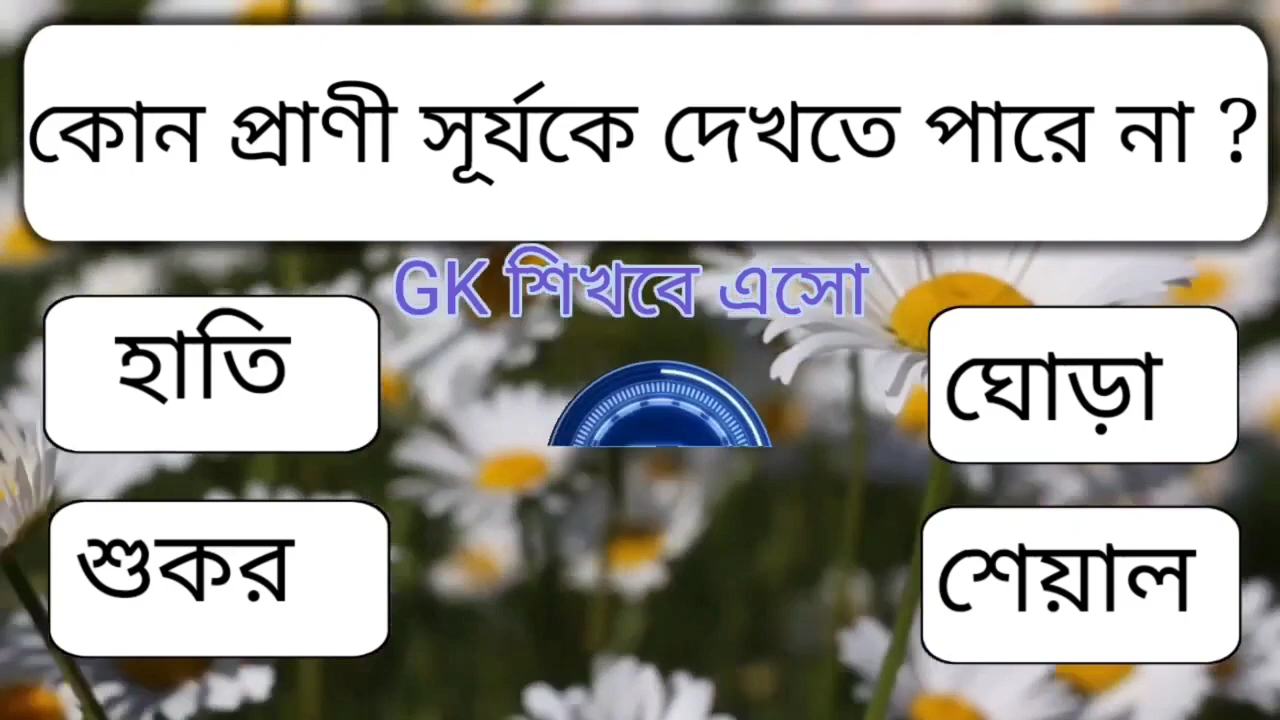 কোন প্রাণী সূর্যকে দেখতে পারে না ?
GK শিখবে এসো
হাতি
ঘোড়া
শুকর
শেয়াল